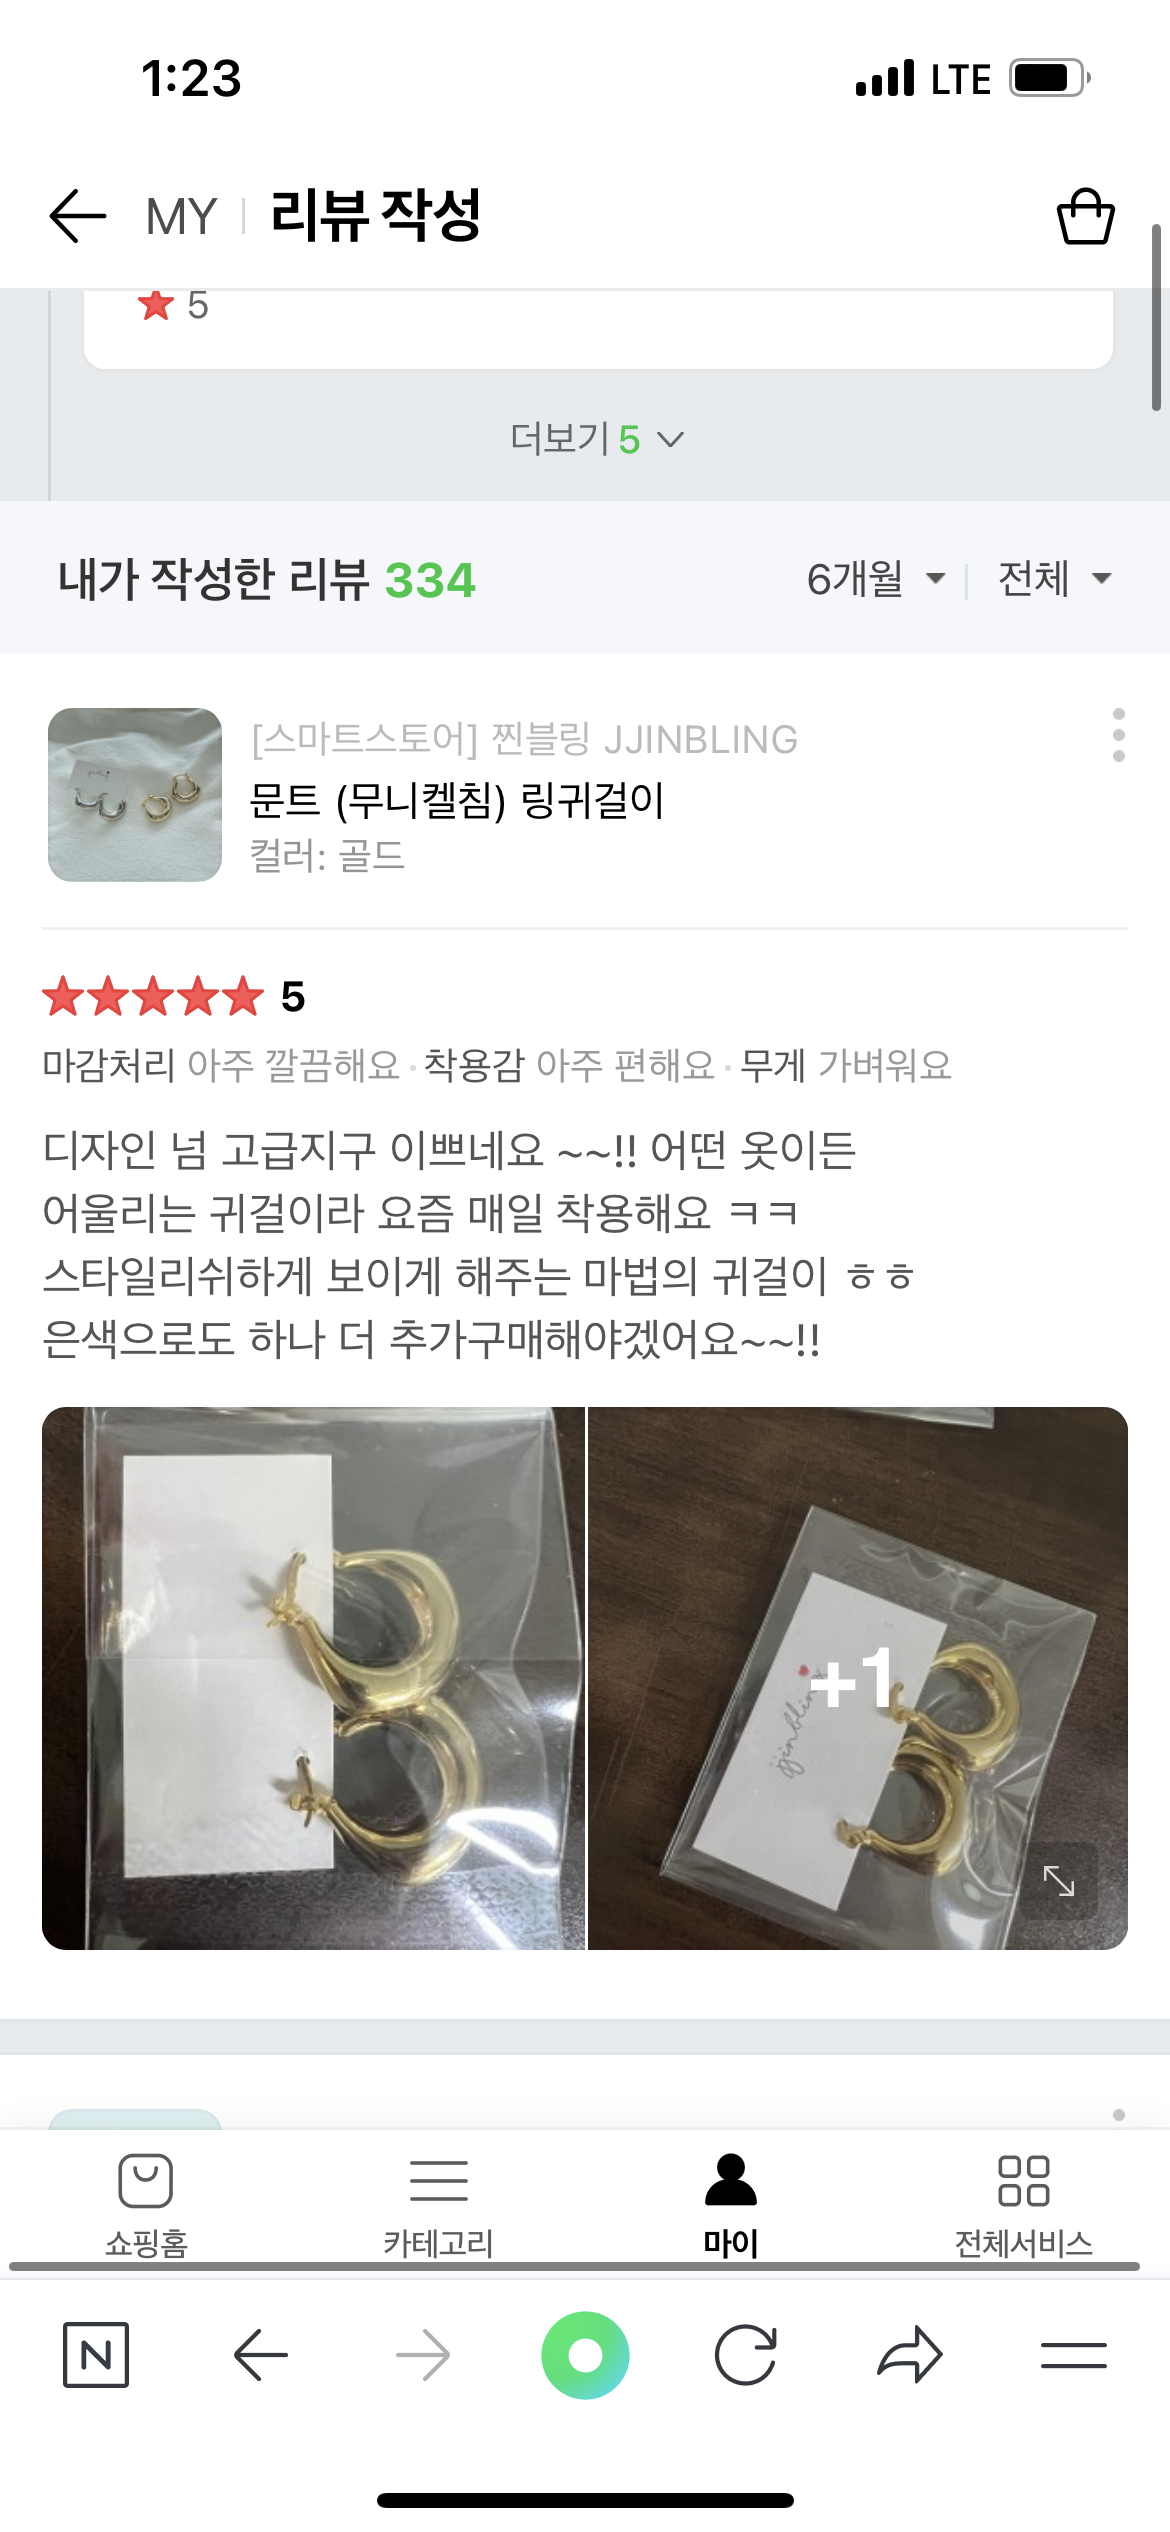 1:23
LTE
MY
리뷰 작성
5
더보기 5
내가 작성한 리뷰 334
6개월
전체
[스마트스토어] 찐블링 JJINBLING
문트 (무니켈침) 링귀걸이
컬러: 골드
5
마감처리 아주 깔끔해요 · 착용감 아주 편해요 · 무게 가벼워요
디자인 넘 고급지구 이쁘네요 ~~!! 어떤 옷이든
어울리는 귀걸이라 요즘 매일 착용해요 ㅋㅋ
스타일리쉬하게 보이게 해주는 마법의 귀걸이 ㅎㅎ
은색으로도 하나 더 추가구매해야겠어요~~!!
jjinbling
+1
쇼핑홈
카테고리
마이
전체서비스
N